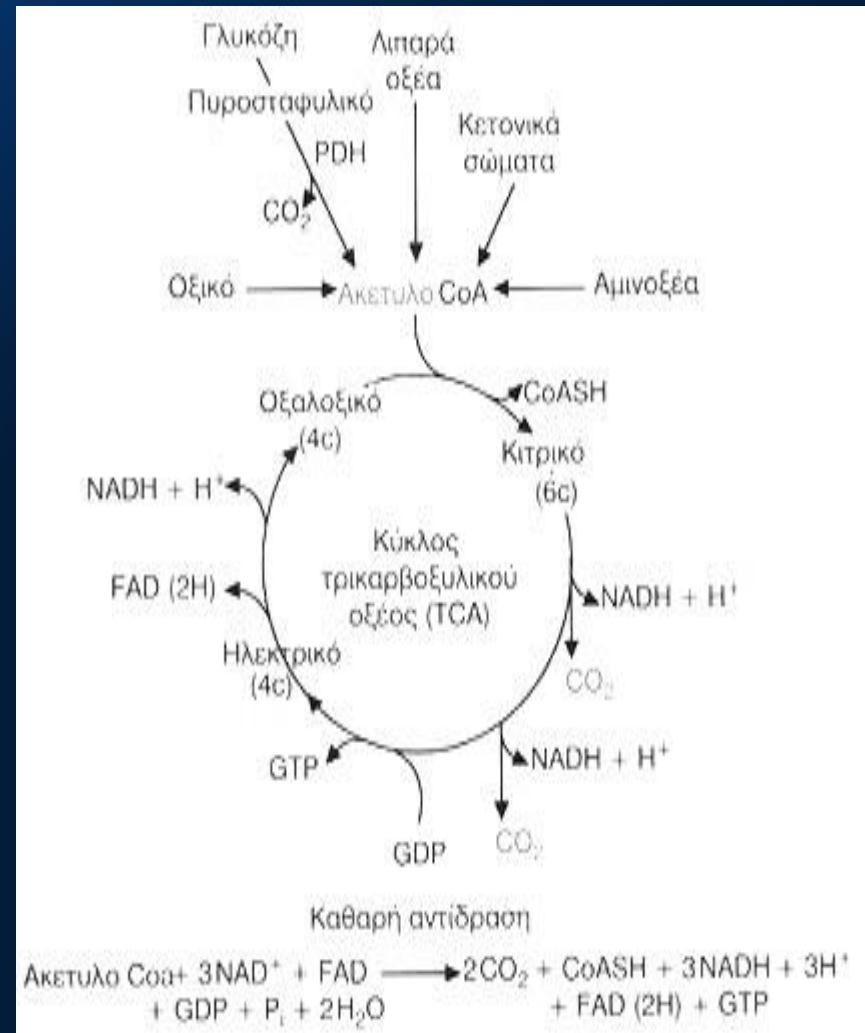 Γλυκόζη
Λιπαρά
οξέα
Πυροσταφυλικό
Κετονικά
σώματα
PDH
CO₂
Οξικό
Ακετυλο CoA
Αμινοξέα
Οξαλοξικό
(4c)
CoASH
Κιτρικό
(6c)
NADH + H⁺
Κύκλος
τρικαρβοξυλικού
οξέος (TCA)
FAD (2H)
NADH + H⁺
Ηλεκτρικό
(4c)
CO₂
GTP
NADH + H⁺
GDP
CO₂
Καθαρή αντίδραση
Ακετυλο Coa+ 3NAD⁺ + FAD → 2CO₂ + CoASH + 3NADH + 3H⁺
+ GDP + Pᵢ + 2H₂O + FAD (2H) + GTP